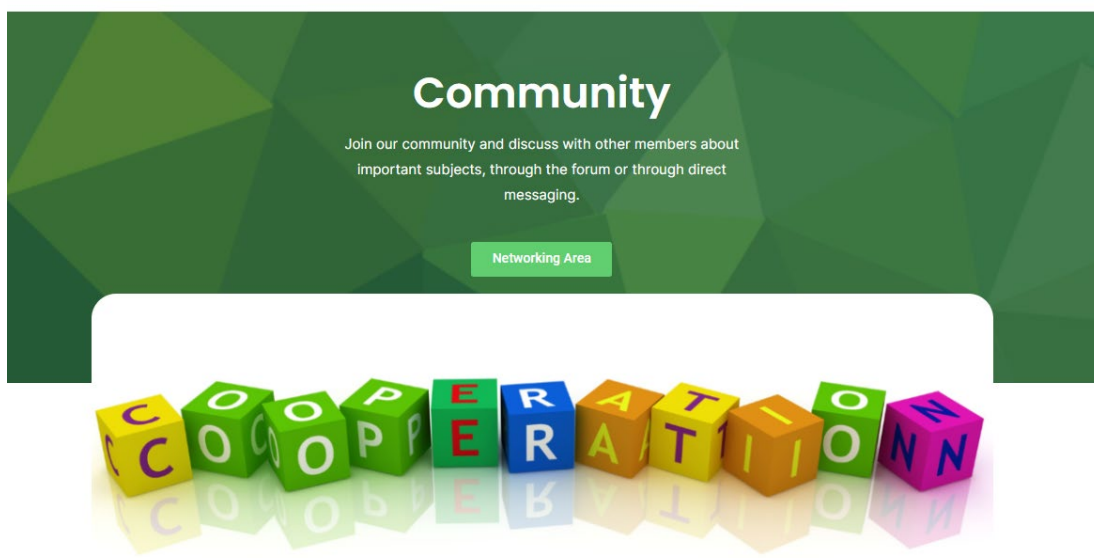 Community
Join our community and discuss with other members about
important subjects, through the forum or through direct
messaging.
Networking Area
COOPERATION